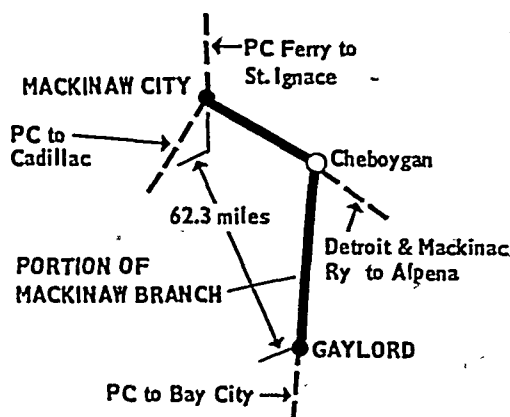 PC Ferry to
St. Ignace
MACKINAW CITY
PC to
Cadillac
Cheboygan
62.3 miles
Detroit & Mackinac
Ry to Alpena
PORTION OF
MACKINAW BRANCH
GAYLORD
PC to Bay City